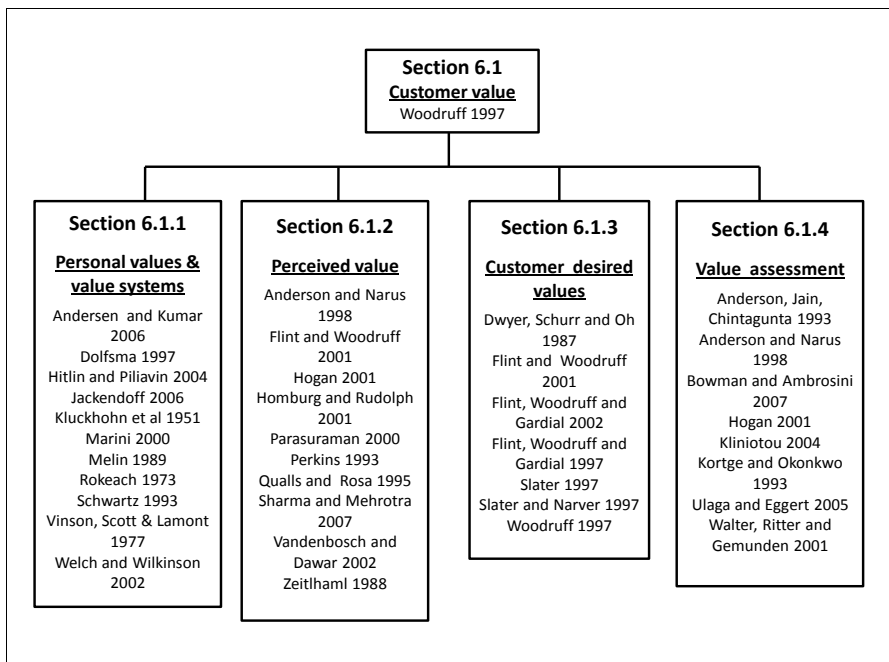 Section 6.1
Customer value
Woodruff 1997
Section 6.1.1
Personal values &
value systems
Andersen and Kumar
2006
Dolfsma 1997
Hitlin and Piliavin 2004
Jackendoff 2006
Kluckhohn et al 1951
Marini 2000
Melin 1989
Rokeach 1973
Schwartz 1993
Vinson, Scott & Lamont
1977
Welch and Wilkinson
2002
Section 6.1.2
Perceived value
Anderson and Narus
1998
Flint and Woodruff
2001
Hogan 2001
Homburg and Rudolph
2001
Parasuraman 2000
Perkins 1993
Qualls and Rosa 1995
Sharma and Mehrotra
2007
Vandenbosch and
Dawar 2002
Zeitlhaml 1988
Section 6.1.3
Customer desired
values
Dwyer, Schurr and Oh
1987
Flint and Woodruff
2001
Flint, Woodruff and
Gardial 2002
Flint, Woodruff and
Gardial 1997
Slater 1997
Slater and Narver 1997
Woodruff 1997
Section 6.1.4
Value assessment
Anderson, Jain,
Chintagunta 1993
Anderson and Narus
1998
Bowman and Ambrosini
2007
Hogan 2001
Kliniotou 2004
Kortge and Okonkwo
1993
Ulaga and Eggert 2005
Walter, Ritter and
Gemunden 2001